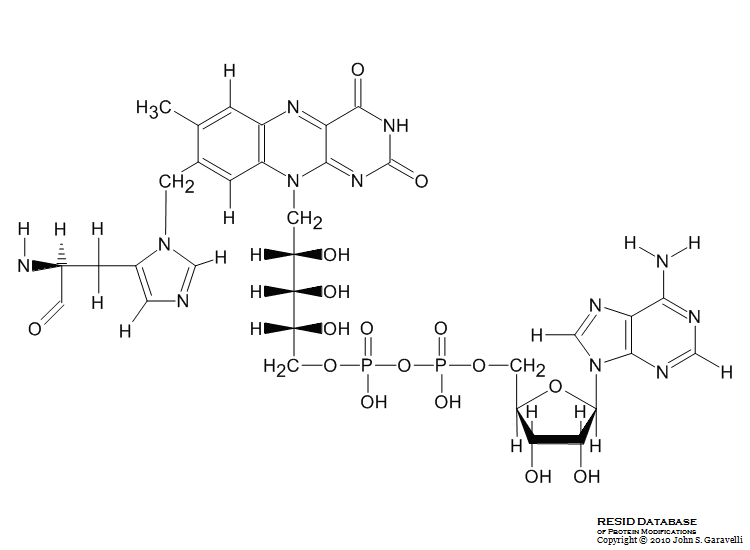 H O
H3C N NH
CH2 N N O
H H H H CH2
N N H H OH H H
N H OH N
O H H H OH O O N N
H2C O P O P O CH2 H N N H
OH OH O
H H
H H
OH OH
RESID DATABASE
OF PROTEIN MODIFICATIONS
Copyright © 2010 John S. Garavelli